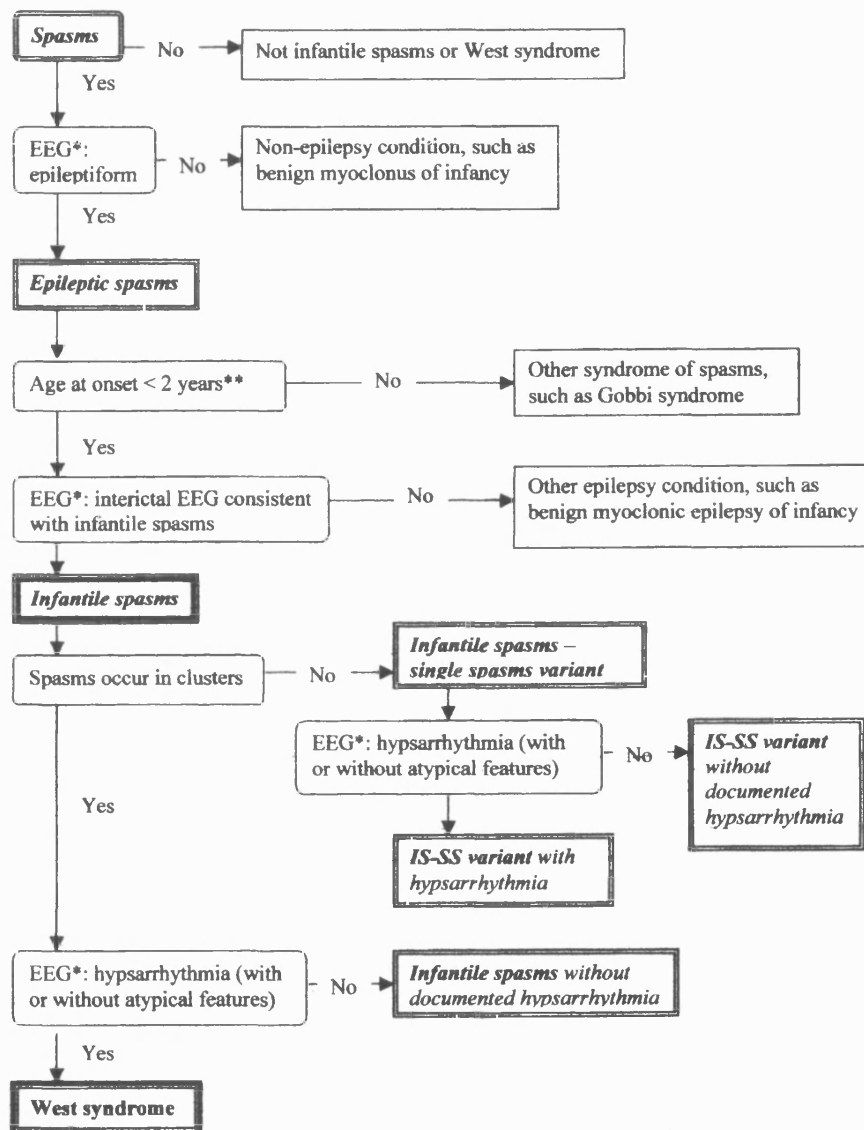 Spasms
No
Not infantile spasms or West syndrome
Yes
EEG*:
epileptiform
No
Non-epilepsy condition, such as
benign myoclonus of infancy
Yes
Epileptic spasms
Age at onset < 2 years**
No
Other syndrome of spasms,
such as Gobbi syndrome
Yes
EEG*: interictal EEG consistent
with infantile spasms
No
Other epilepsy condition, such as
benign myoclonic epilepsy of infancy
Infantile spasms
Spasms occur in clusters
No
Infantile spasms –
single spasms variant
EEG*: hypsarrhythmia (with
or without atypical features)
No
IS-SS variant
without
documented
hypsarrhythmia
Yes
IS-SS variant with
hypsarrhythmia
EEG*: hypsarrhythmia (with
or without atypical features)
No
Infantile spasms without
documented hypsarrhythmia
Yes
West syndrome